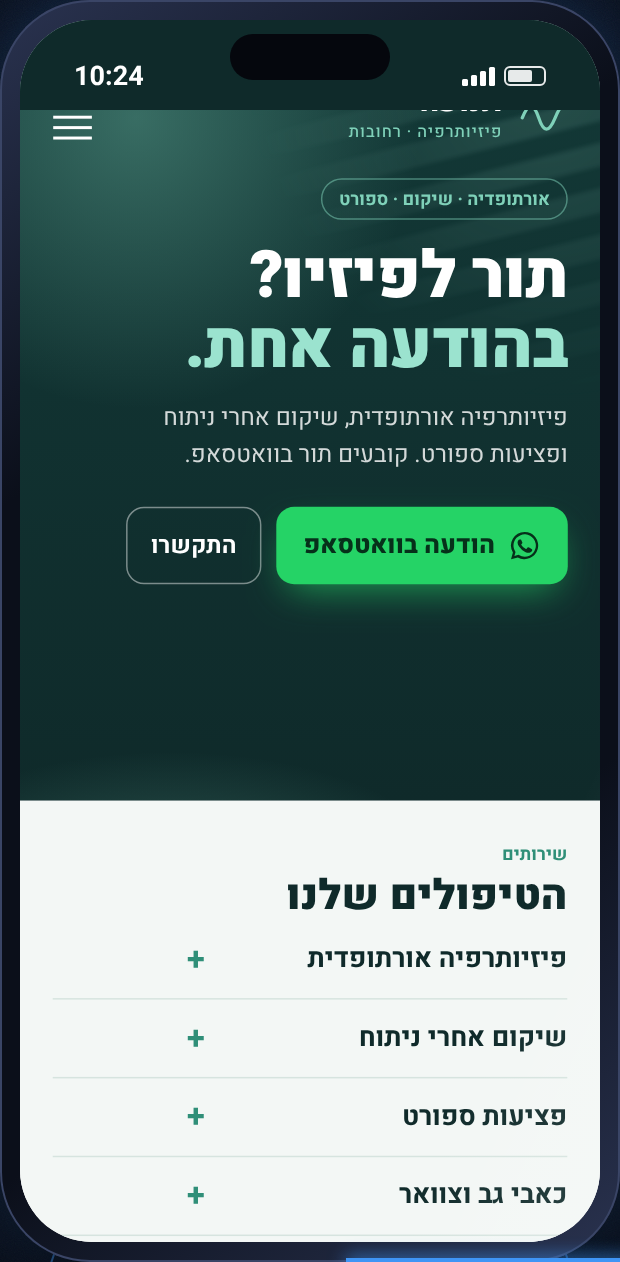 10:24
פיזיותרפיה · רחובות
אורתופדיה · שיקום · ספורט
תור לפיזיו?
בהודעה אחת.
פיזיותרפיה אורתופדית, שיקום אחרי ניתוח
ופציעות ספורט. קובעים תור בוואטסאפ.
הודעה בוואטסאפ
התקשרו
שירותים
הטיפולים שלנו
פיזיותרפיה אורתופדית +
שיקום אחרי ניתוח +
פציעות ספורט +
כאבי גב וצוואר +